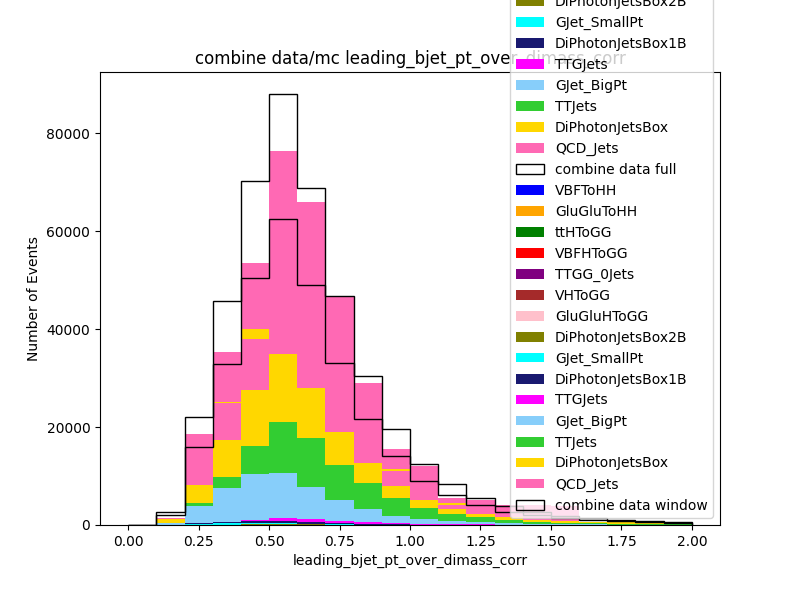 DiPhotonJetsBox2B
GJet_SmallPt
DiPhotonJetsBox1B
combine data/mc leading_bjet_pt_over_dimass_corr
TTGJets
GJet_BigPt
TTJets
DiPhotonJetsBox
QCD_Jets
combine data full
VBFToHH
GluGluToHH
ttHToGG
VBFHToGG
TTGG_0Jets
VHToGG
GluGluHToGG
DiPhotonJetsBox2B
GJet_SmallPt
DiPhotonJetsBox1B
TTGJets
GJet_BigPt
TTJets
DiPhotonJetsBox
QCD_Jets
combine data window
80000
60000
40000
20000
0
Number of Events
0.00 0.25 0.50 0.75 1.00 1.25 1.50 1.75 2.00
leading_bjet_pt_over_dimass_corr